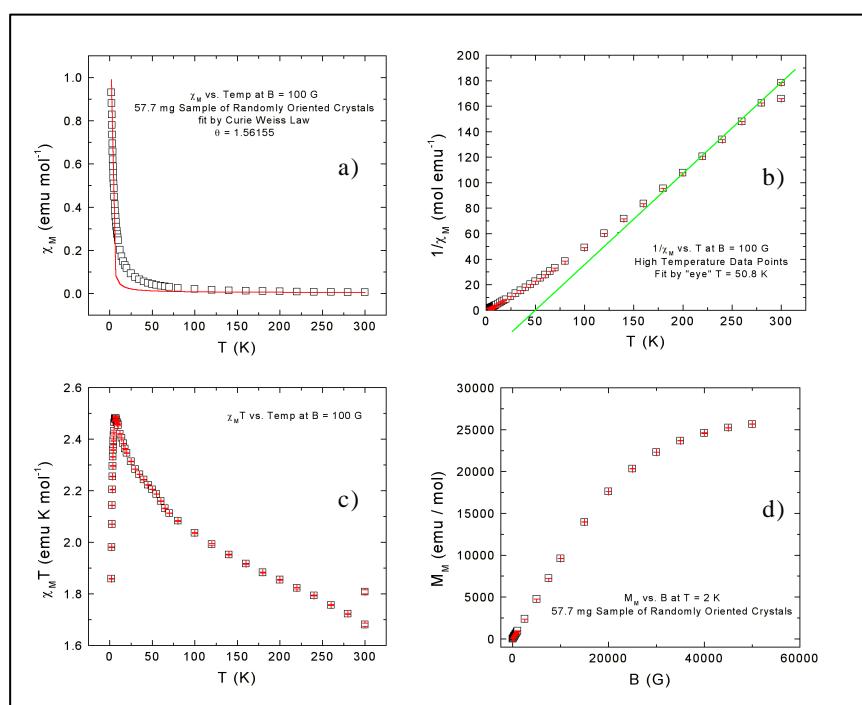 χM vs. Temp at B = 100 G
57.7 mg Sample of Randomly Oriented Crystals
fit by Curie Weiss Law
θ = 1.56155
a)
χM (emu mol-1)
1.0
0.8
0.6
0.4
0.2
0.0
0 50 100 150 200 250 300
T (K)
200
180
160
140
120
100
80
60
40
20
0
1/χM (mol emu-1)
b)
1/χM vs. T at B = 100 G
High Temperature Data Points
Fit by "eye" T = 50.8 K
0 50 100 150 200 250 300
T (K)
2.6
2.4
2.2
2.0
1.8
1.6
χMT (emu K mol-1)
χMT vs. Temp at B = 100 G
c)
0 50 100 150 200 250 300
T (K)
30000
25000
20000
15000
10000
5000
0
MM (emu / mol)
d)
MM vs. B at T = 2 K
57.7 mg Sample of Randomly Oriented Crystals
0 20000 40000 60000
B (G)